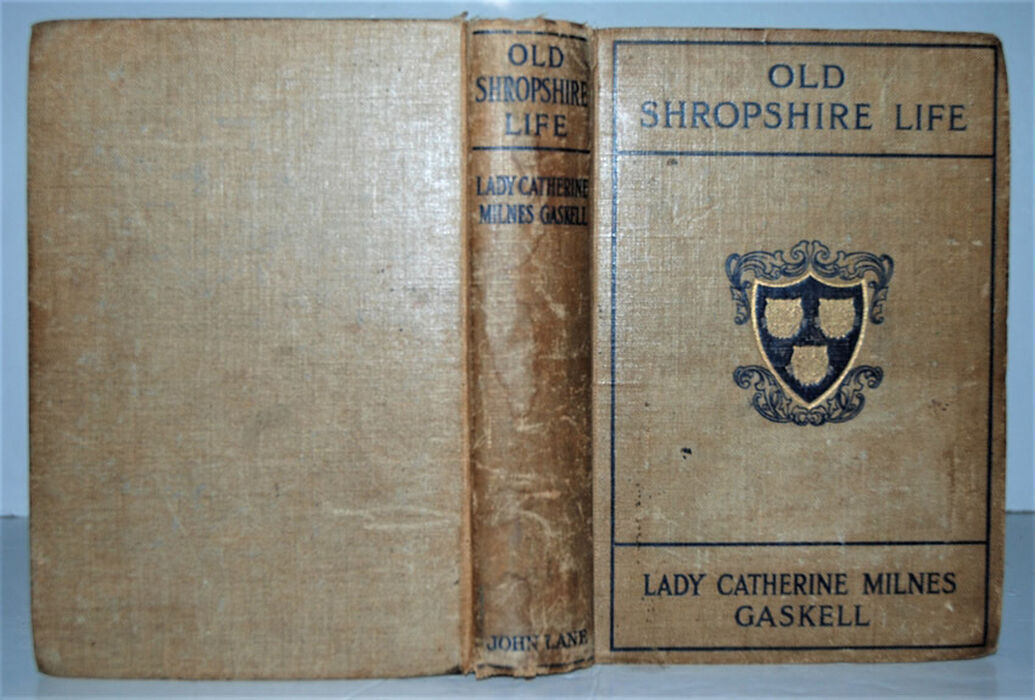 OLD
SHROPSHIRE
LIFE
LADY CATHERINE
MILNES GASKELL
JOHN LANE
OLD
SHROPSHIRE LIFE
LADY CATHERINE MILNES
GASKELL